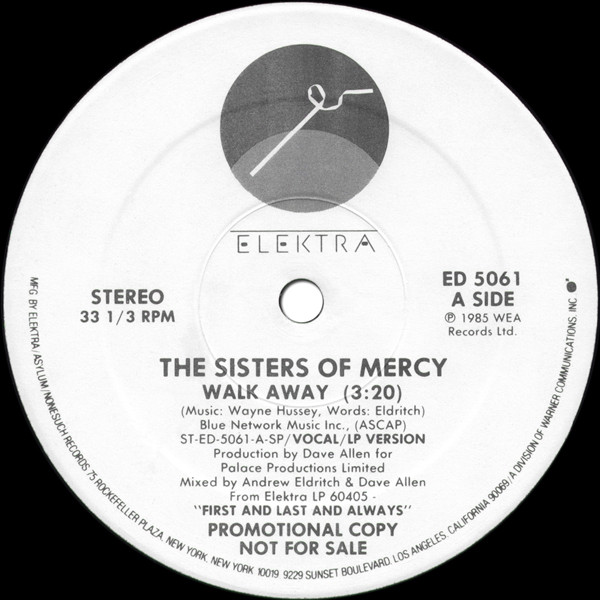 ELEKTRA
STEREO
33 1/3 RPM
ED 5061
A SIDE
℗ 1985 WEA
Records Ltd.
THE SISTERS OF MERCY
WALK AWAY (3:20)
(Music: Wayne Hussey, Words: Eldritch)
Blue Network Music Inc., (ASCAP)
ST-ED-5061-A-SP/VOCAL/LP VERSION
Production by Dave Allen for
Palace Productions Limited
Mixed by Andrew Eldritch & Dave Allen
From Elektra LP 60405 -
"FIRST AND LAST AND ALWAYS"
PROMOTIONAL COPY
NOT FOR SALE
MFG BY ELEKTRA/ASYLUM/NONESUCH RECORDS 75 ROCKEFELLER PLAZA, NEW YORK, NEW YORK 10019 9229 SUNSET BOULEVARD, LOS ANGELES, CALIFORNIA 90069/A DIVISION OF WARNER COMMUNICATIONS, INC